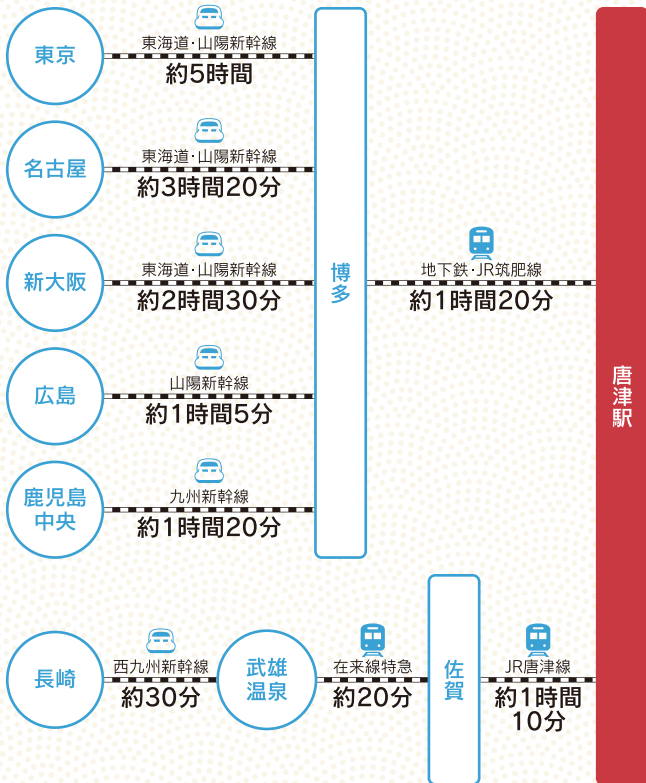 東京
東海道・山陽新幹線
約5時間
名古屋
東海道・山陽新幹線
約3時間20分
新大阪
東海道・山陽新幹線
約2時間30分
広島
山陽新幹線
約1時間5分
鹿児島
中央
九州新幹線
約1時間20分
博多
地下鉄・JR筑肥線
約1時間20分
長崎
西九州新幹線
約30分
武雄
温泉
在来線特急
約20分
佐賀
JR唐津線
約1時間
10分
唐津駅